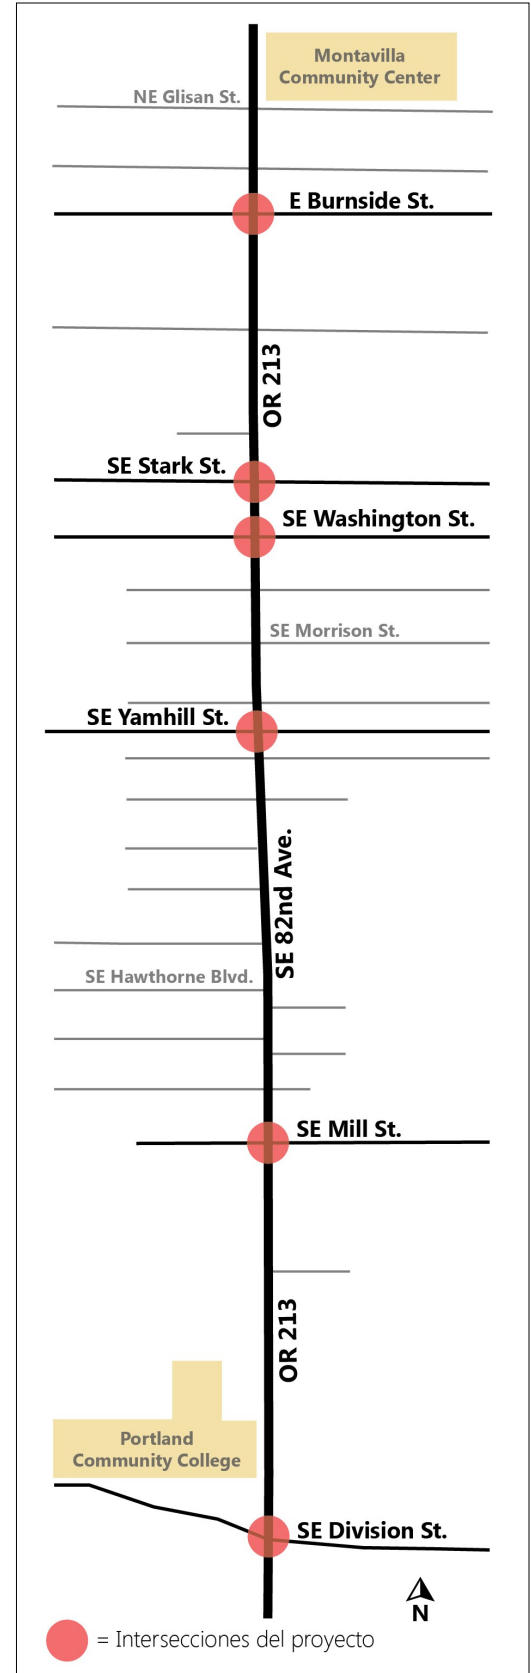 Montavilla
Community Center
NE Glisan St.
E Burnside St.
OR 213
SE Stark St.
SE Washington St.
SE Morrison St.
SE Yamhill St.
SE 82nd Ave.
SE Hawthorne Blvd.
SE Mill St.
OR 213
Portland
Community College
SE Division St.
N
= Intersecciones del proyecto